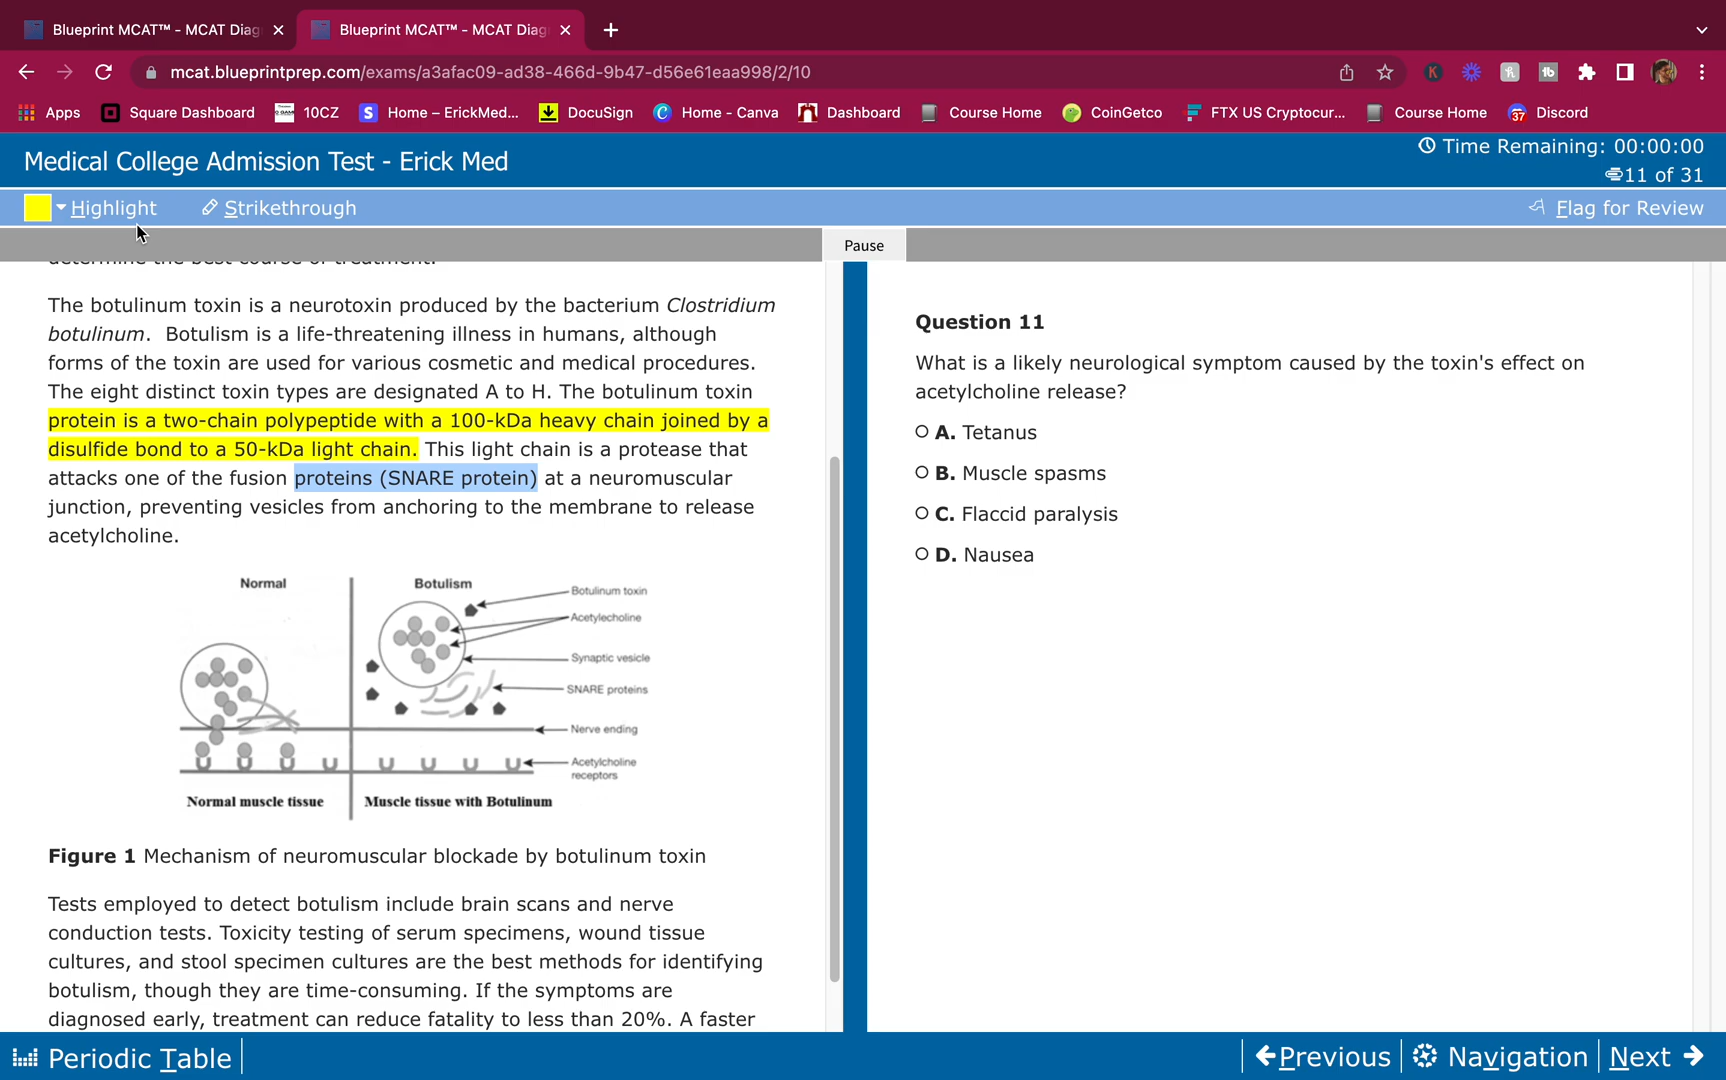 Blueprint MCAT™ - MCAT Diag
Blueprint MCAT™ - MCAT Diag
mcat.blueprintprep.com/exams/a3afac09-ad38-466d-9b47-d56e61eaa998/2/10
Apps Square Dashboard 10CZ Home – ErickMed... DocuSign Home - Canva Dashboard Course Home CoinGetco FTX US Cryptocur... Course Home 37 Discord
Medical College Admission Test - Erick Med
Time Remaining: 00:00:00
11 of 31
Highlight Strikethrough Flag for Review
Pause
determine the best course of treatment.
The botulinum toxin is a neurotoxin produced by the bacterium Clostridium
botulinum. Botulism is a life-threatening illness in humans, although
forms of the toxin are used for various cosmetic and medical procedures.
The eight distinct toxin types are designated A to H. The botulinum toxin
protein is a two-chain polypeptide with a 100-kDa heavy chain joined by a
disulfide bond to a 50-kDa light chain. This light chain is a protease that
attacks one of the fusion proteins (SNARE protein) at a neuromuscular
junction, preventing vesicles from anchoring to the membrane to release
acetylcholine.
Normal
Botulism
Botulinum toxin
Acetylecholine
Synaptic vesicle
SNARE proteins
Nerve ending
Acetylcholine
receptors
Normal muscle tissue
Muscle tissue with Botulinum
Figure 1 Mechanism of neuromuscular blockade by botulinum toxin
Tests employed to detect botulism include brain scans and nerve
conduction tests. Toxicity testing of serum specimens, wound tissue
cultures, and stool specimen cultures are the best methods for identifying
botulism, though they are time-consuming. If the symptoms are
diagnosed early, treatment can reduce fatality to less than 20%. A faster
Question 11
What is a likely neurological symptom caused by the toxin's effect on
acetylcholine release?
A. Tetanus
B. Muscle spasms
C. Flaccid paralysis
D. Nausea
Periodic Table
Previous Navigation Next